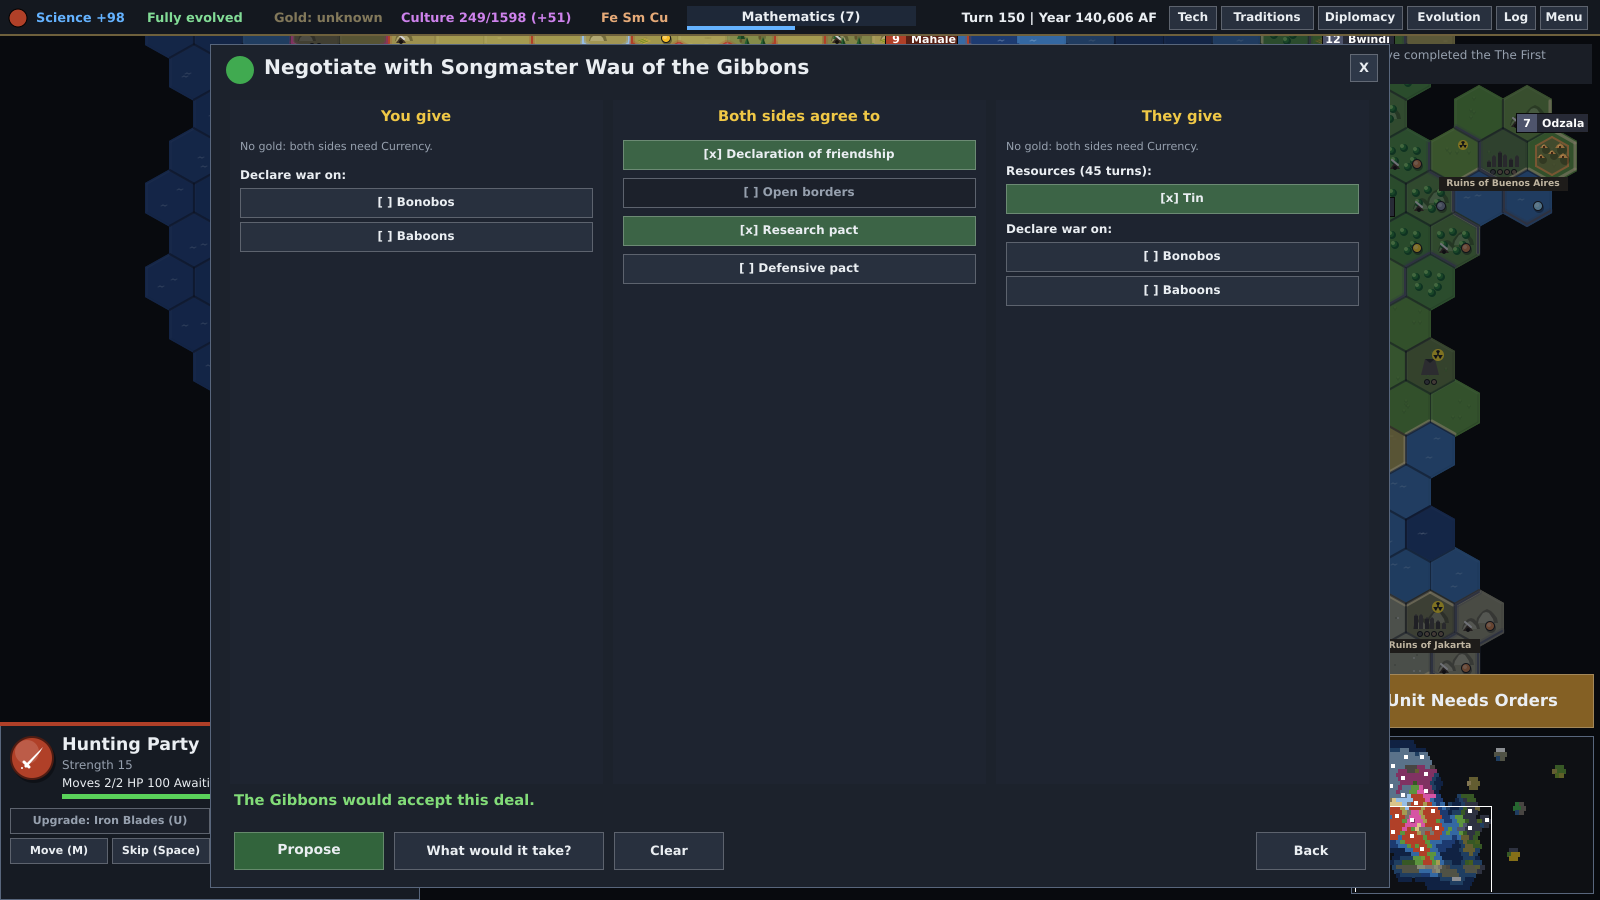 Science +98 Fully evolved Gold: unknown Culture 249/1598 (+51) Fe Sm Cu Mathematics (7) Turn 150 | Year 140,606 AF Tech Traditions Diplomacy Evolution Log Menu
9 Mahale 12 Bwindi
Negotiate with Songmaster Wau of the Gibbons X
ve completed the The First
You give
No gold: both sides need Currency.
Declare war on:
[ ] Bonobos
[ ] Baboons
Both sides agree to
[x] Declaration of friendship
[ ] Open borders
[x] Research pact
[ ] Defensive pact
They give
No gold: both sides need Currency.
Resources (45 turns):
[x] Tin
Declare war on:
[ ] Bonobos
[ ] Baboons
7 Odzala
Ruins of Buenos Aires
Ruins of Jakarta
Unit Needs Orders
Hunting Party
Strength 15
Moves 2/2 HP 100 Awaiti
Upgrade: Iron Blades (U)
Move (M) Skip (Space)
The Gibbons would accept this deal.
Propose What would it take? Clear Back